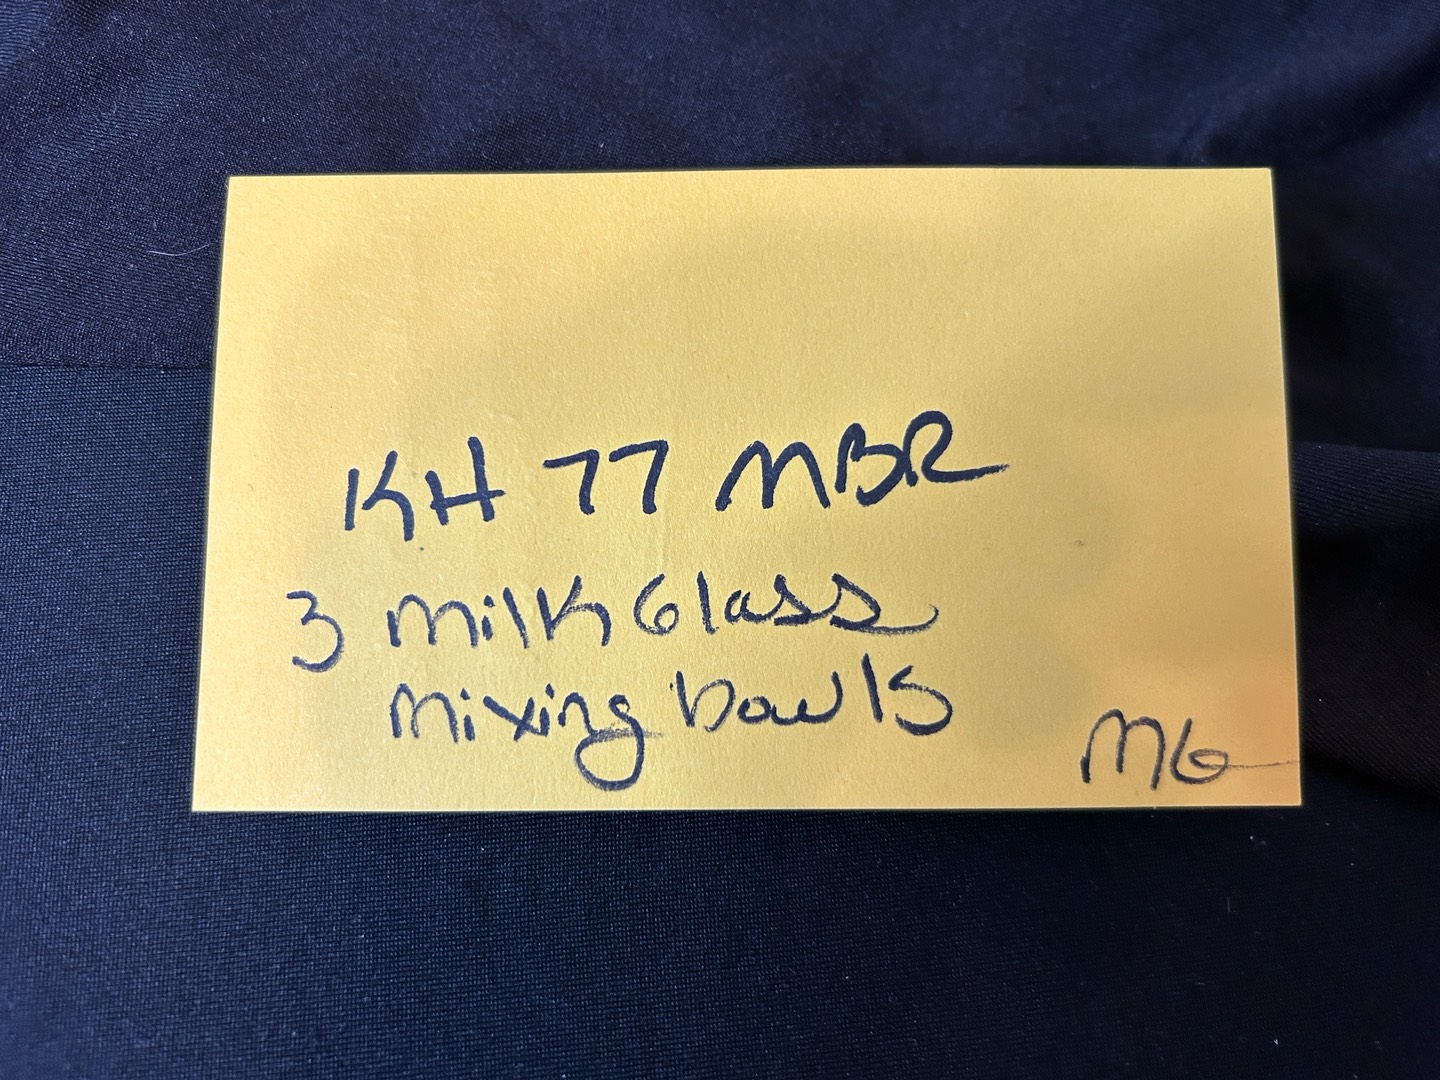 KH 77 MBR
3 Milk Glass
Mixing bowls
MG